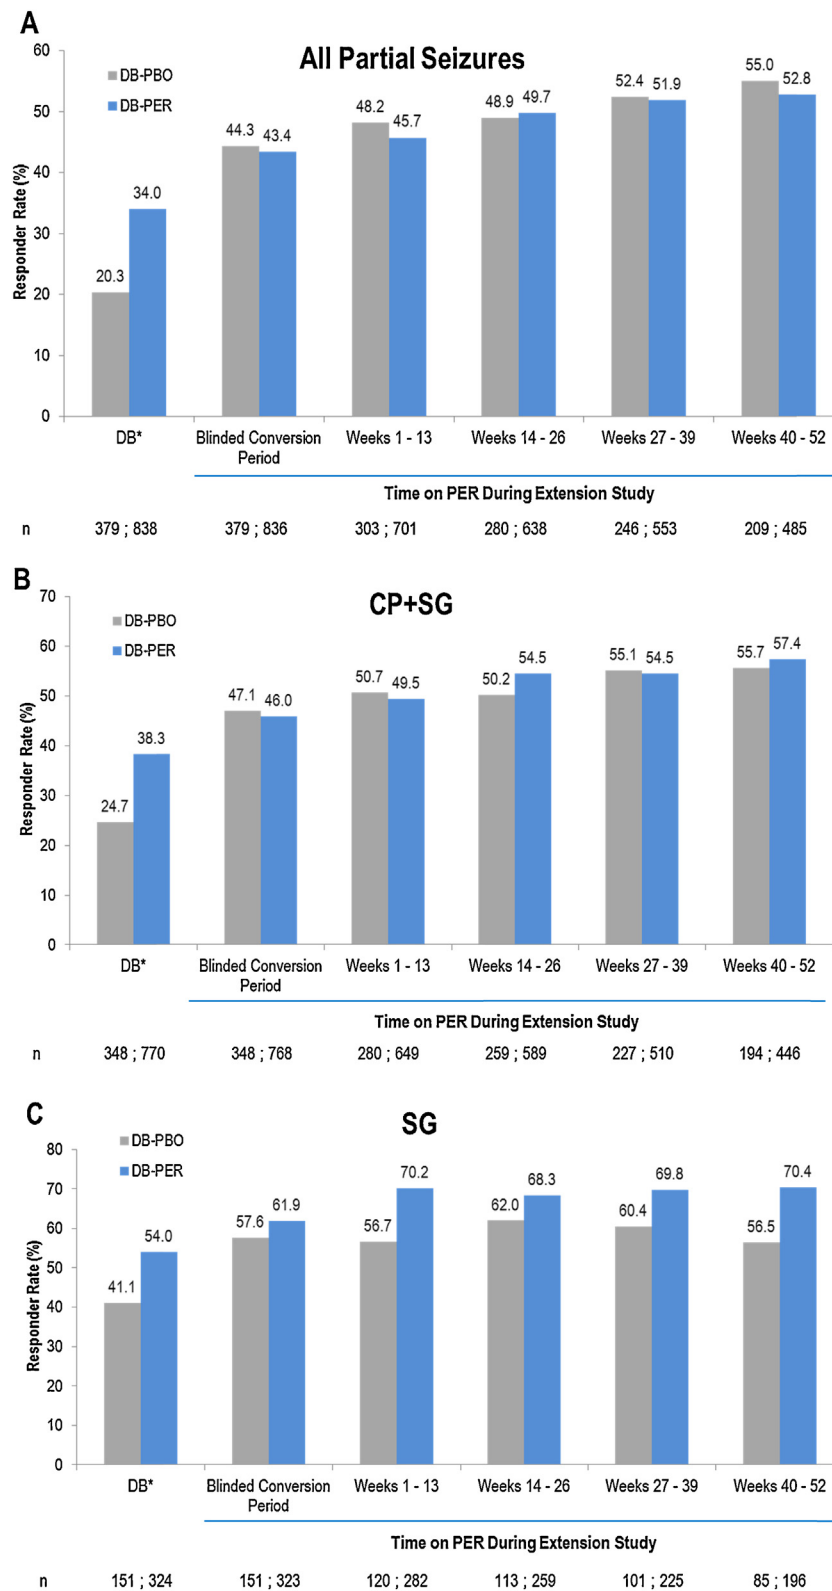 A
All Partial Seizures
DB-PBO
DB-PER
Responder Rate (%)
60
50
40
30
20
10
0
20.3 34.0 44.3 43.4 48.2 45.7 48.9 49.7 52.4 51.9 55.0 52.8
DB* Blinded Conversion Period Weeks 1 - 13 Weeks 14 - 26 Weeks 27 - 39 Weeks 40 - 52
Time on PER During Extension Study
n 379 ; 838 379 ; 836 303 ; 701 280 ; 638 246 ; 553 209 ; 485
B
CP+SG
DB-PBO
DB-PER
Responder Rate (%)
70
60
50
40
30
20
10
0
24.7 38.3 47.1 46.0 50.7 49.5 50.2 54.5 55.1 54.5 55.7 57.4
DB* Blinded Conversion Period Weeks 1 - 13 Weeks 14 - 26 Weeks 27 - 39 Weeks 40 - 52
Time on PER During Extension Study
n 348 ; 770 348 ; 768 280 ; 649 259 ; 589 227 ; 510 194 ; 446
C
SG
DB-PBO
DB-PER
Responder Rate (%)
80
70
60
50
40
30
20
10
0
41.1 54.0 57.6 61.9 56.7 70.2 62.0 68.3 60.4 69.8 56.5 70.4
DB* Blinded Conversion Period Weeks 1 - 13 Weeks 14 - 26 Weeks 27 - 39 Weeks 40 - 52
Time on PER During Extension Study
n 151 ; 324 151 ; 323 120 ; 282 113 ; 259 101 ; 225 85 ; 196